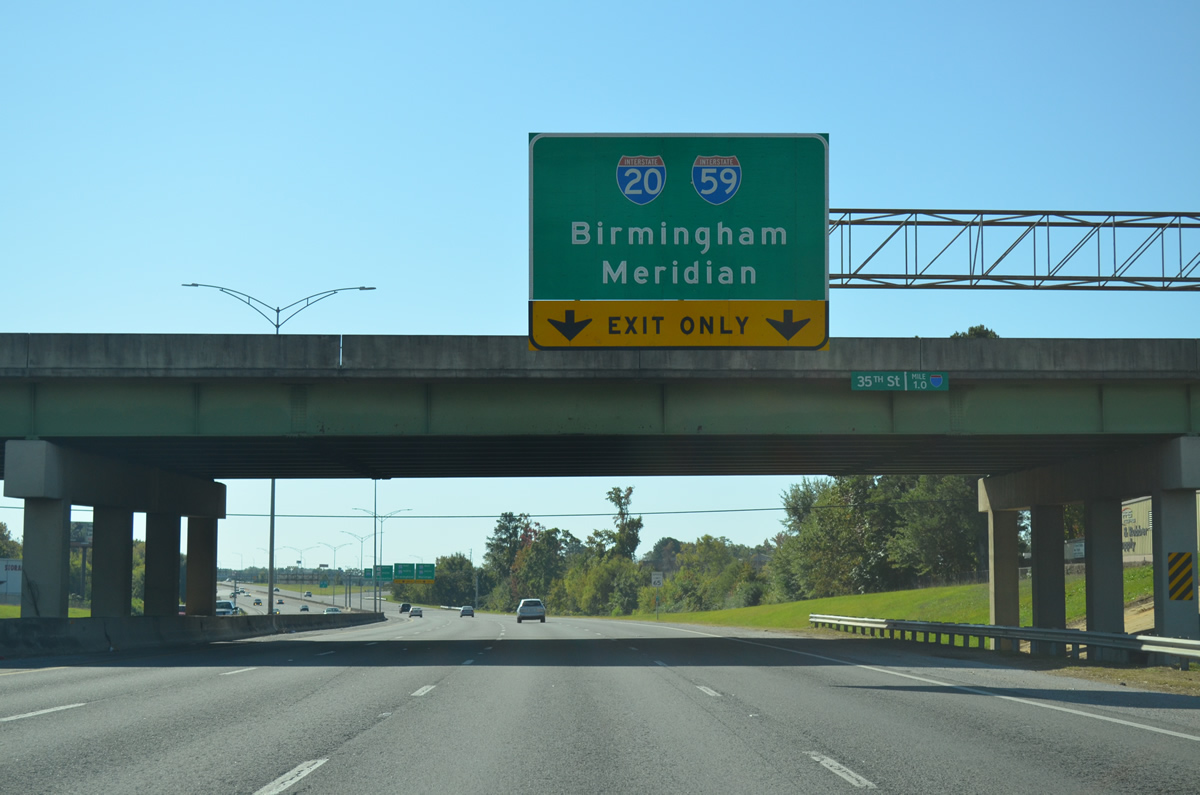 INTERSTATE 20 INTERSTATE 59
Birmingham
Meridian
EXIT ONLY
35TH St MILE 1.0